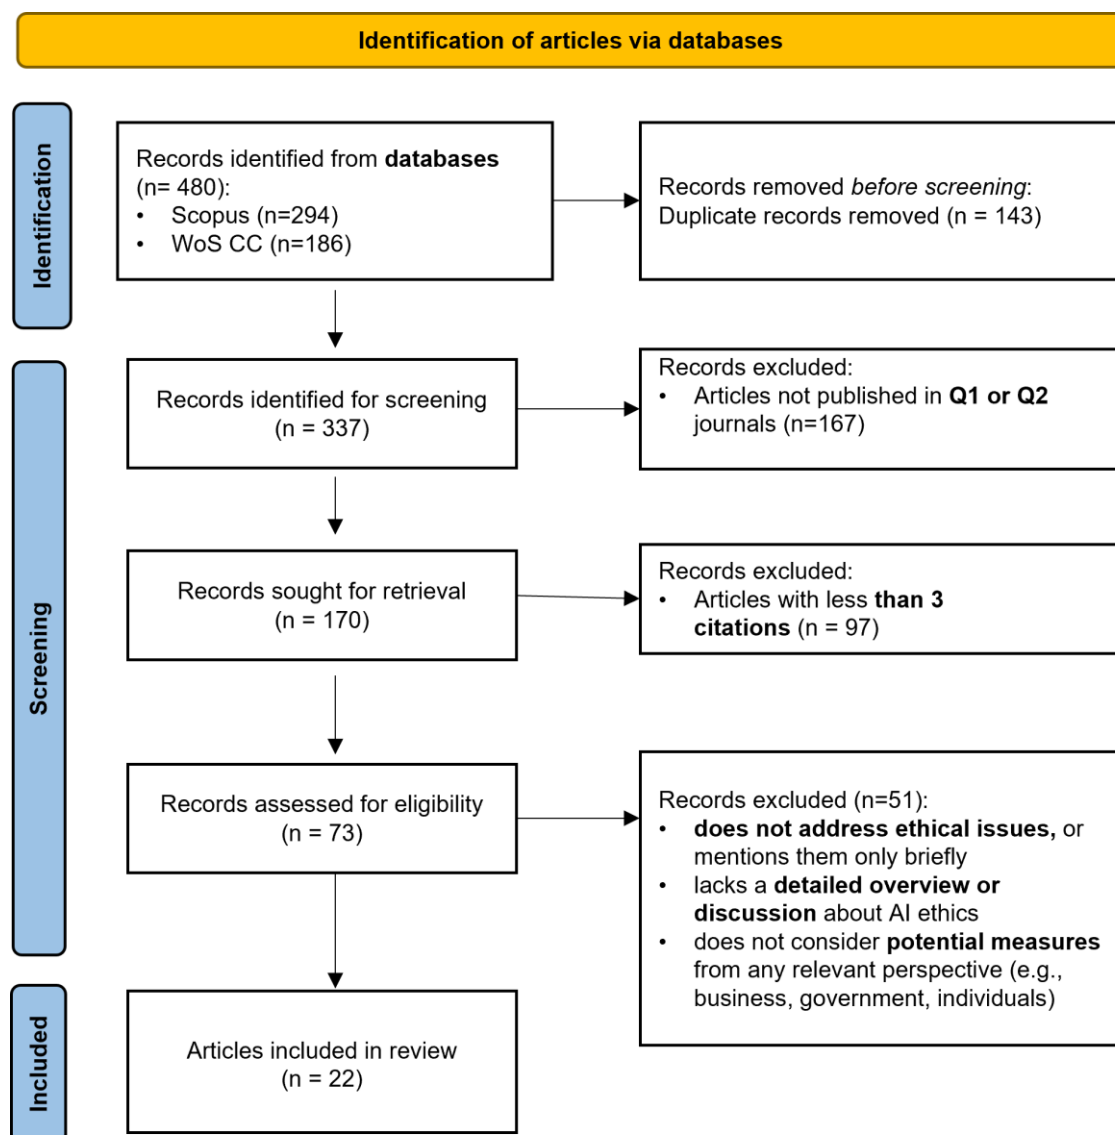 Identification of articles via databases
Identification
Records identified from databases
(n= 480):
• Scopus (n=294)
• WoS CC (n=186)
Records removed before screening:
Duplicate records removed (n = 143)
Screening
Records identified for screening
(n = 337)
Records excluded:
• Articles not published in Q1 or Q2
journals (n=167)
Records sought for retrieval
(n = 170)
Records excluded:
• Articles with less than 3
citations (n = 97)
Records assessed for eligibility
(n = 73)
Records excluded (n=51):
• does not address ethical issues, or
mentions them only briefly
• lacks a detailed overview or
discussion about AI ethics
• does not consider potential measures
from any relevant perspective (e.g.,
business, government, individuals)
Included
Articles included in review
(n = 22)